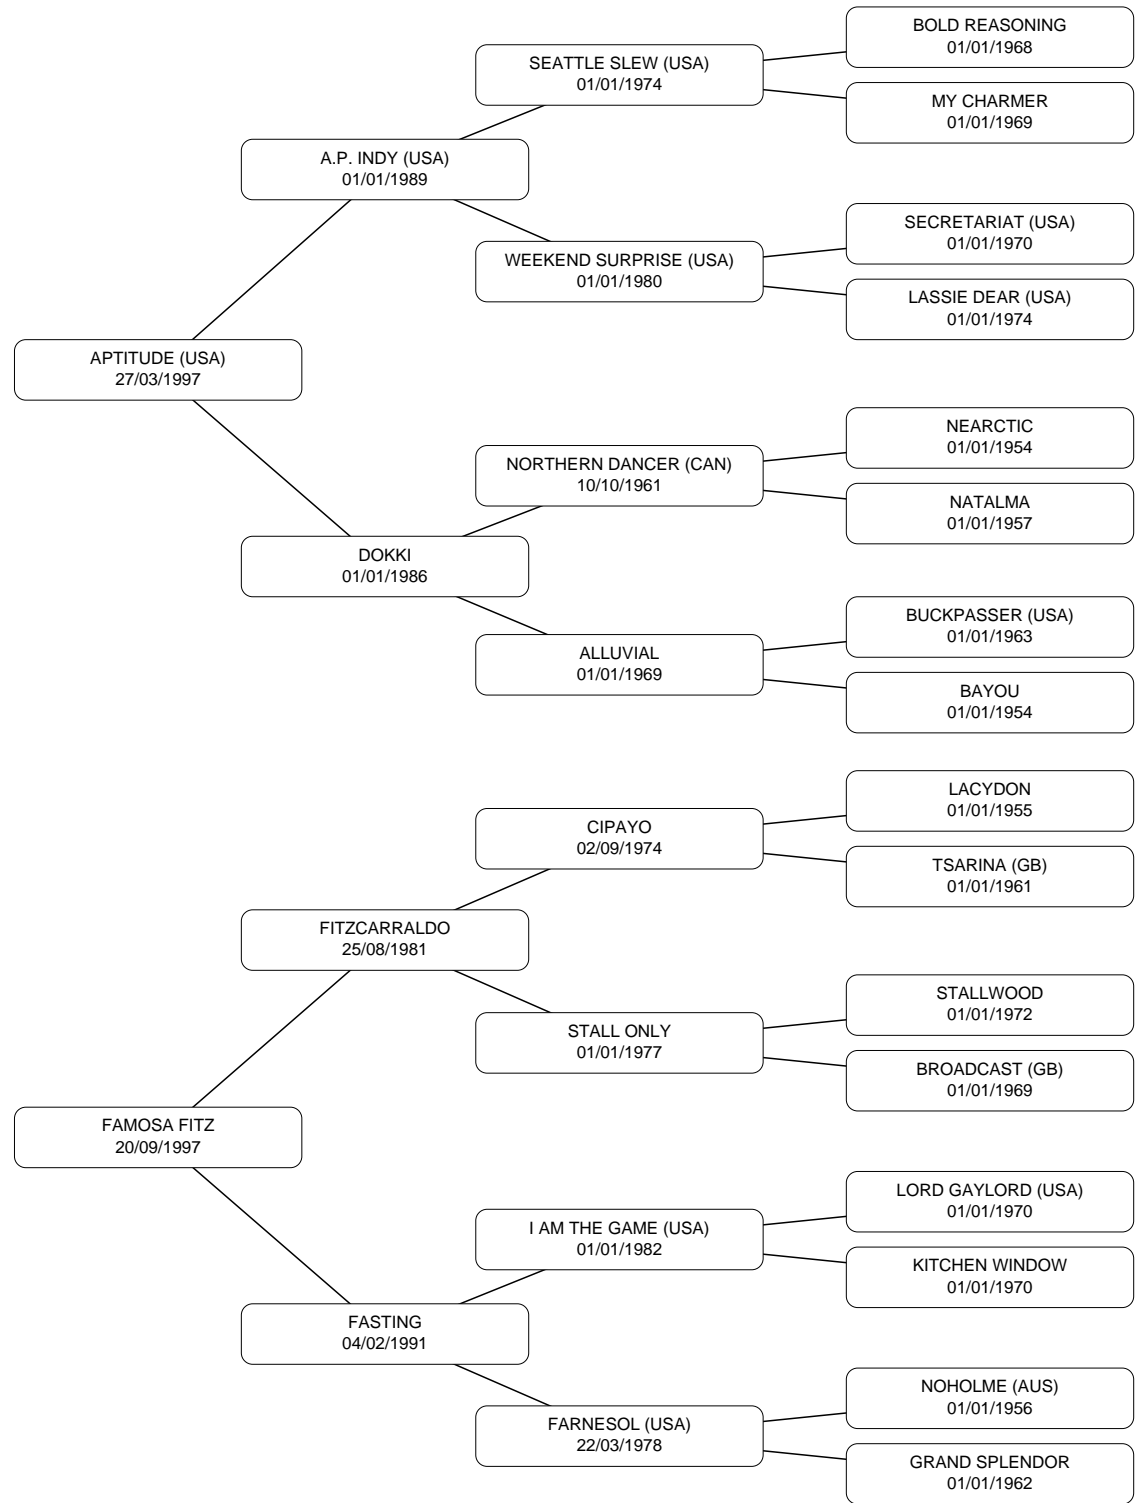 BOLD REASONING
01/01/1968
SEATTLE SLEW (USA)
01/01/1974
MY CHARMER
01/01/1969
A.P. INDY (USA)
01/01/1989
SECRETARIAT (USA)
01/01/1970
WEEKEND SURPRISE (USA)
01/01/1980
LASSIE DEAR (USA)
01/01/1974
APTITUDE (USA)
27/03/1997
NEARCTIC
01/01/1954
NORTHERN DANCER (CAN)
10/10/1961
NATALMA
01/01/1957
DOKKI
01/01/1986
BUCKPASSER (USA)
01/01/1963
ALLUVIAL
01/01/1969
BAYOU
01/01/1954
LACYDON
01/01/1955
CIPAYO
02/09/1974
TSARINA (GB)
01/01/1961
FITZCARRALDO
25/08/1981
STALLWOOD
01/01/1972
STALL ONLY
01/01/1977
BROADCAST (GB)
01/01/1969
FAMOSA FITZ
20/09/1997
LORD GAYLORD (USA)
01/01/1970
I AM THE GAME (USA)
01/01/1982
KITCHEN WINDOW
01/01/1970
FASTING
04/02/1991
NOHOLME (AUS)
01/01/1956
FARNESOL (USA)
22/03/1978
GRAND SPLENDOR
01/01/1962